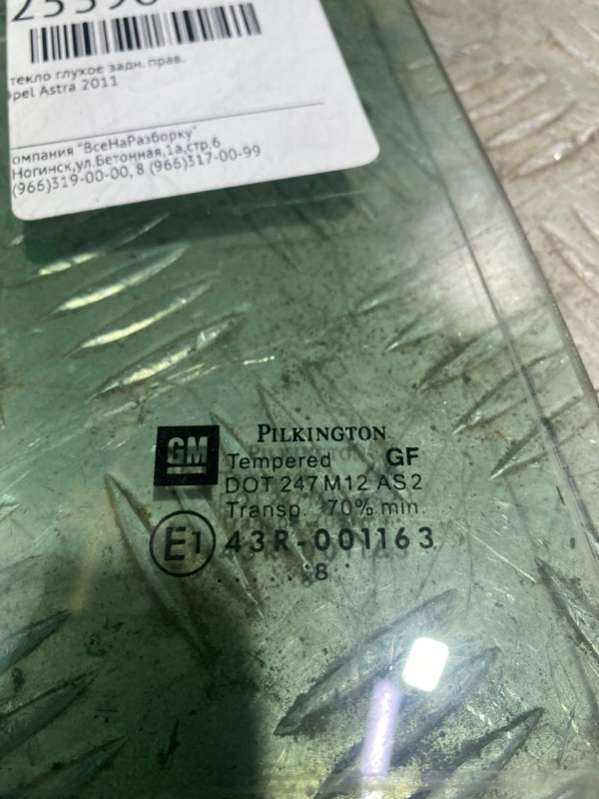 текло глухое задн. прав.
pel Astra 2011
омпания "ВсеНаРазборку"
Ногинск,ул.Бетонная,1а,стр,6
(966)319-00-00, 8 (966)317-00-99
GM
PILKINGTON
Tempered GF
DOT 247 M12 AS2
Transp. 70% min.
E1 43R-001163
. 8 .